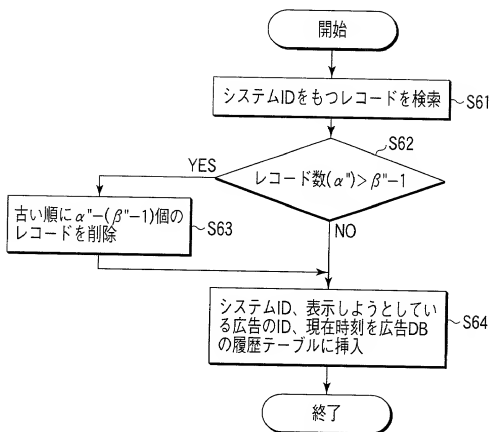 開始
システムIDをもつレコードを検索
S61
S62
レコード数(α")>β"-1
YES
NO
古い順にα"-(β"-1)個の
レコードを削除
S63
システムID、表示しようとしてい
る広告のID、現在時刻を広告DB
の履歴テーブルに挿入
S64
終了